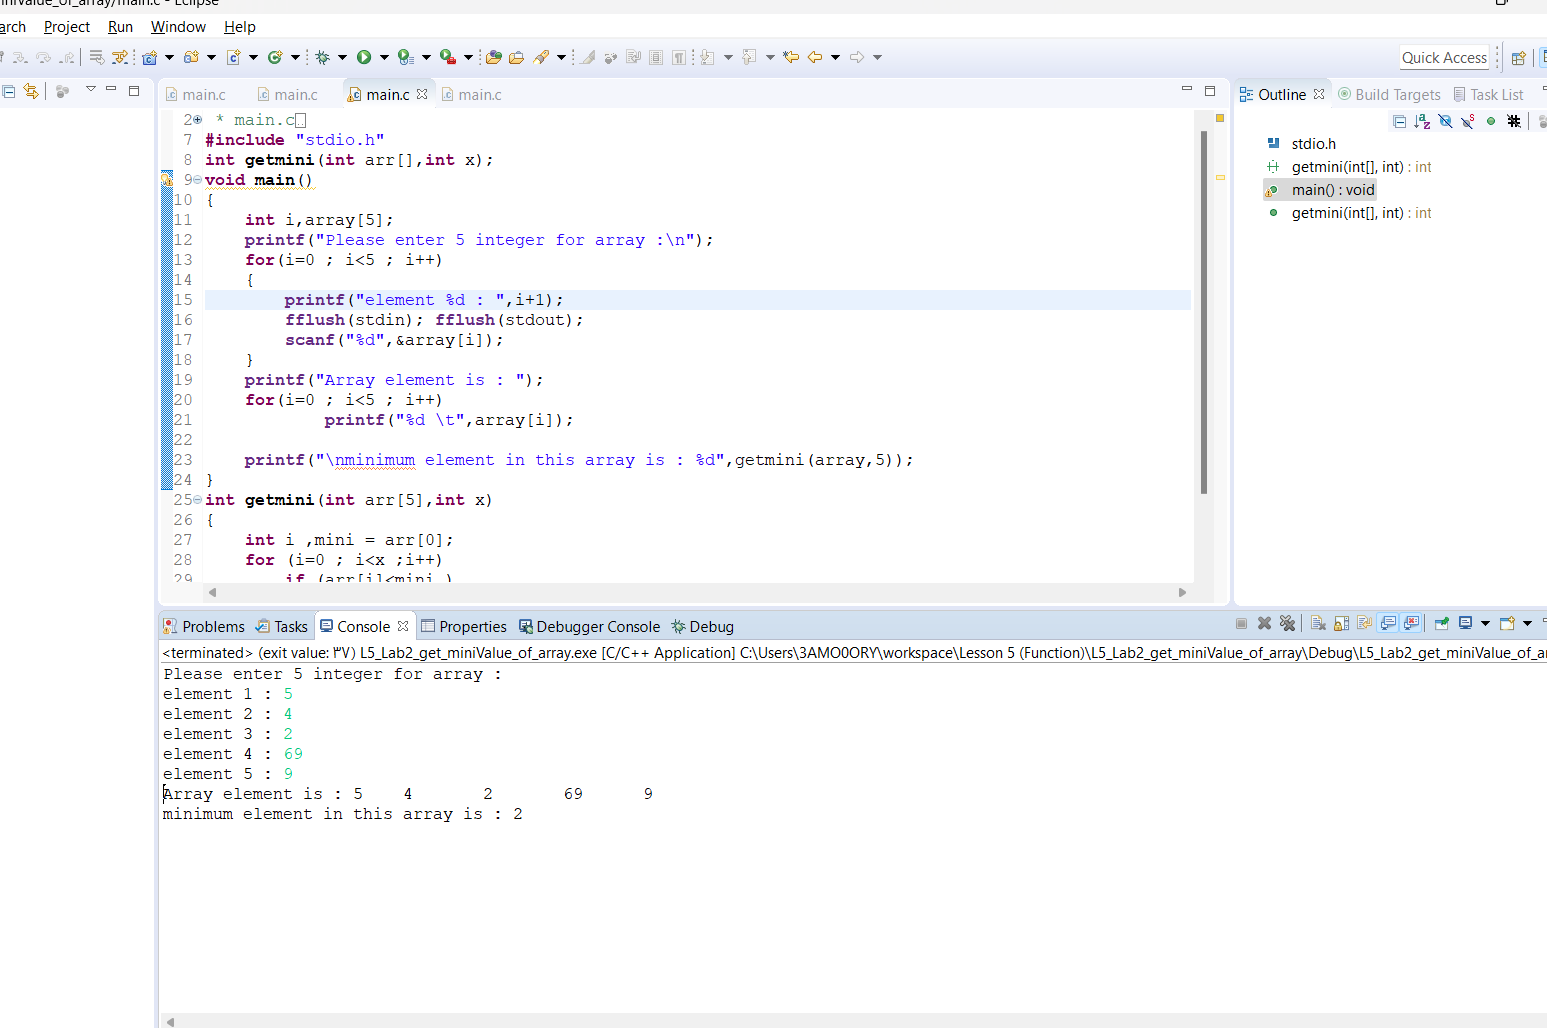 miniValue_of_array/main.c - Eclipse
arch Project Run Window Help
Quick Access
main.c main.c main.c main.c
2 * main.c
7 #include "stdio.h"
8 int getmini(int arr[],int x);
9 void main()
10 {
11 int i,array[5];
12 printf("Please enter 5 integer for array :\n");
13 for(i=0 ; i<5 ; i++)
14 {
15 printf("element %d : ",i+1);
16 fflush(stdin); fflush(stdout);
17 scanf("%d",&array[i]);
18 }
19 printf("Array element is : ");
20 for(i=0 ; i<5 ; i++)
21 printf("%d \t",array[i]);
22
23 printf("\nminimum element in this array is : %d",getmini(array,5));
24 }
25 int getmini(int arr[5],int x)
26 {
27 int i ,mini = arr[0];
28 for (i=0 ; i<x ;i++)
29 if (arr[i]<mini )
Outline Build Targets Task List
stdio.h
getmini(int[], int) : int
main() : void
getmini(int[], int) : int
Problems Tasks Console Properties Debugger Console Debug
<terminated> (exit value: ٣٧) L5_Lab2_get_miniValue_of_array.exe [C/C++ Application] C:\Users\3AMO0ORY\workspace\Lesson 5 (Function)\L5_Lab2_get_miniValue_of_array\Debug\L5_Lab2_get_miniValue_of_ar
Please enter 5 integer for array :
element 1 : 5
element 2 : 4
element 3 : 2
element 4 : 69
element 5 : 9
Array element is : 5 4 2 69 9
minimum element in this array is : 2